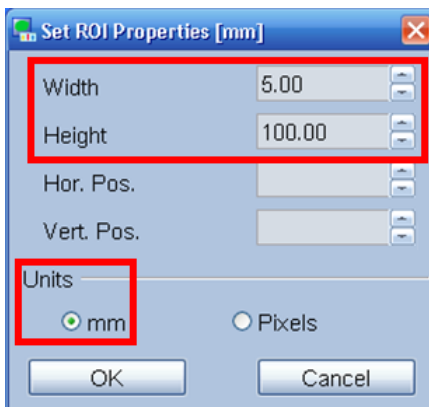 Set ROI Properties [mm]
Width 5.00
Height 100.00
Hor. Pos.
Vert. Pos.
Units
mm Pixels
OK Cancel